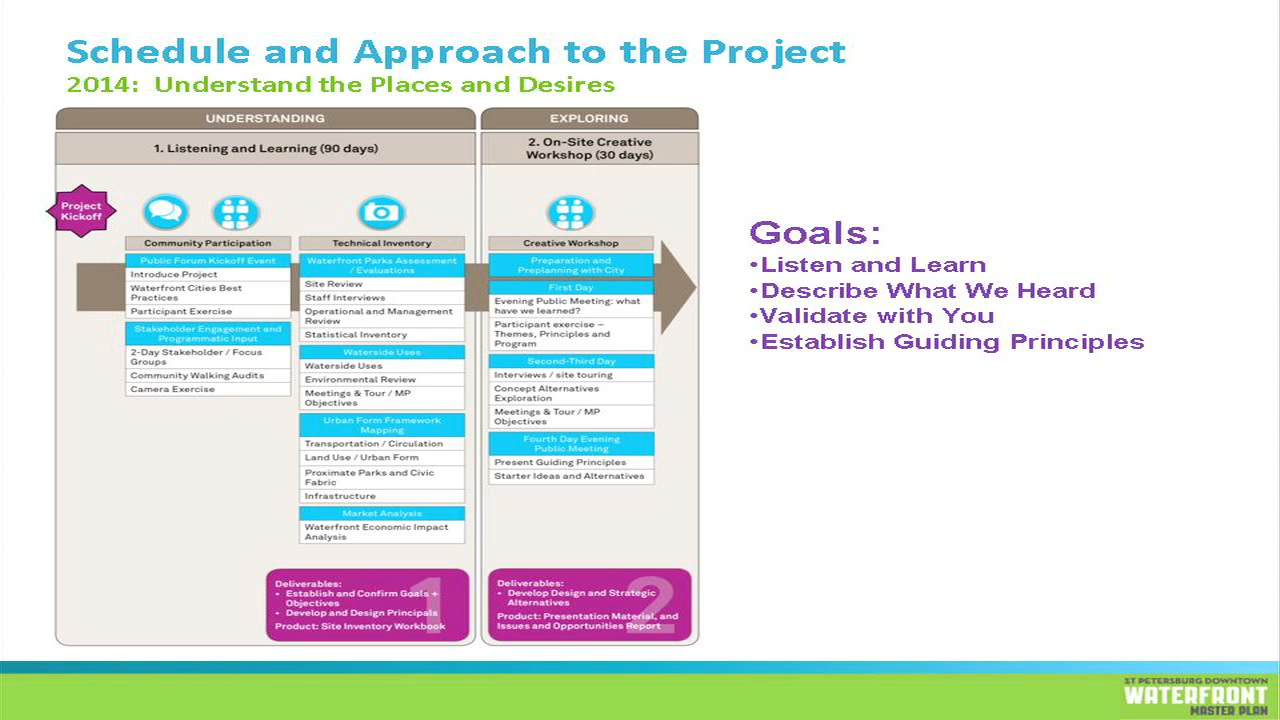 Schedule and Approach to the Project
2014: Understand the Places and Desires
UNDERSTANDING
1. Listening and Learning (90 days)
Project
Kickoff
Community Participation
Public Forum Kickoff Event
Introduce Project
Waterfront Cities Best
Practices
Participant Exercise
Stakeholder Engagement and
Programmatic Input
2-Day Stakeholder / Focus
Groups
Community Walking Audits
Camera Exercise
Technical Inventory
Waterfront Parks Assessment
/ Evaluations
Site Review
Staff Interviews
Operational and Management
Review
Statistical Inventory
Waterside Uses
Waterside Uses
Environmental Review
Meetings & Tour / MP
Objectives
Urban Form Framework
Mapping
Transportation / Circulation
Land Use / Urban Form
Proximate Parks and Civic
Fabric
Infrastructure
Market Analysis
Waterfront Economic Impact
Analysis
Deliverables:
• Establish and Confirm Goals +
Objectives
• Develop and Design Principals
Product: Site Inventory Workbook
1
EXPLORING
2. On-Site Creative
Workshop (30 days)
Creative Workshop
Preparation and
Preplanning with City
First Day
Evening Public Meeting: what
have we learned?
Participant exercise –
Themes, Principles and
Program
Second-Third Day
Interviews / site touring
Concept Alternatives
Exploration
Meetings & Tour / MP
Objectives
Fourth Day Evening
Public Meeting
Present Guiding Principles
Starter Ideas and Alternatives
Deliverables:
• Develop Design and Strategic
Alternatives
Product: Presentation Material, and
Issues and Opportunities Report
2
Goals:
•Listen and Learn
•Describe What We Heard
•Validate with You
•Establish Guiding Principles
ST PETERSBURG DOWNTOWN
WATERFRONT
MASTER PLAN